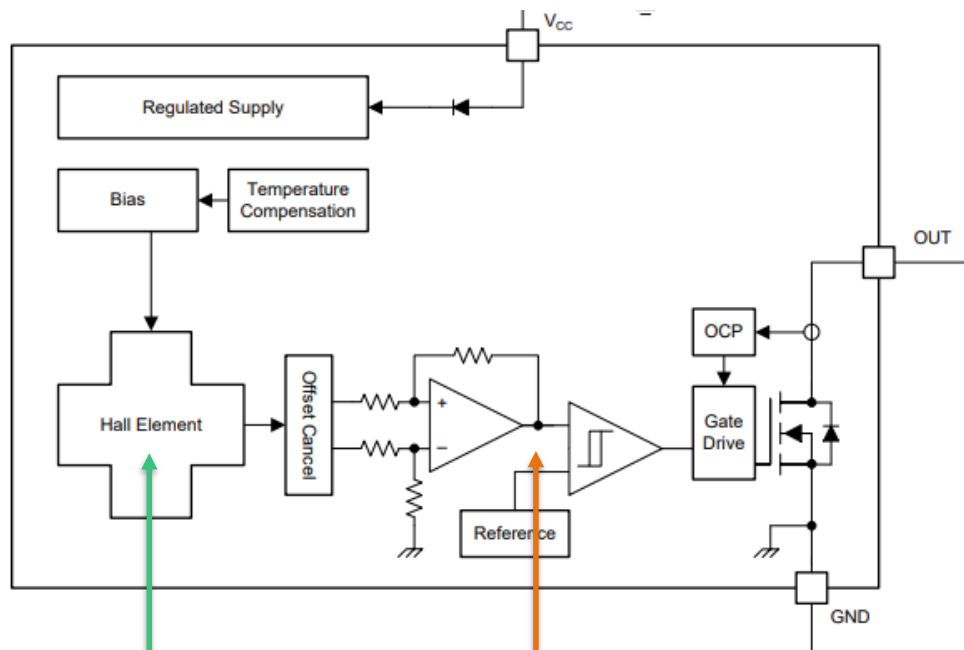 VCC
Regulated Supply
Bias
Temperature
Compensation
OUT
OCP
Hall Element
Offset Cancel
+
−
Gate
Drive
Reference
GND